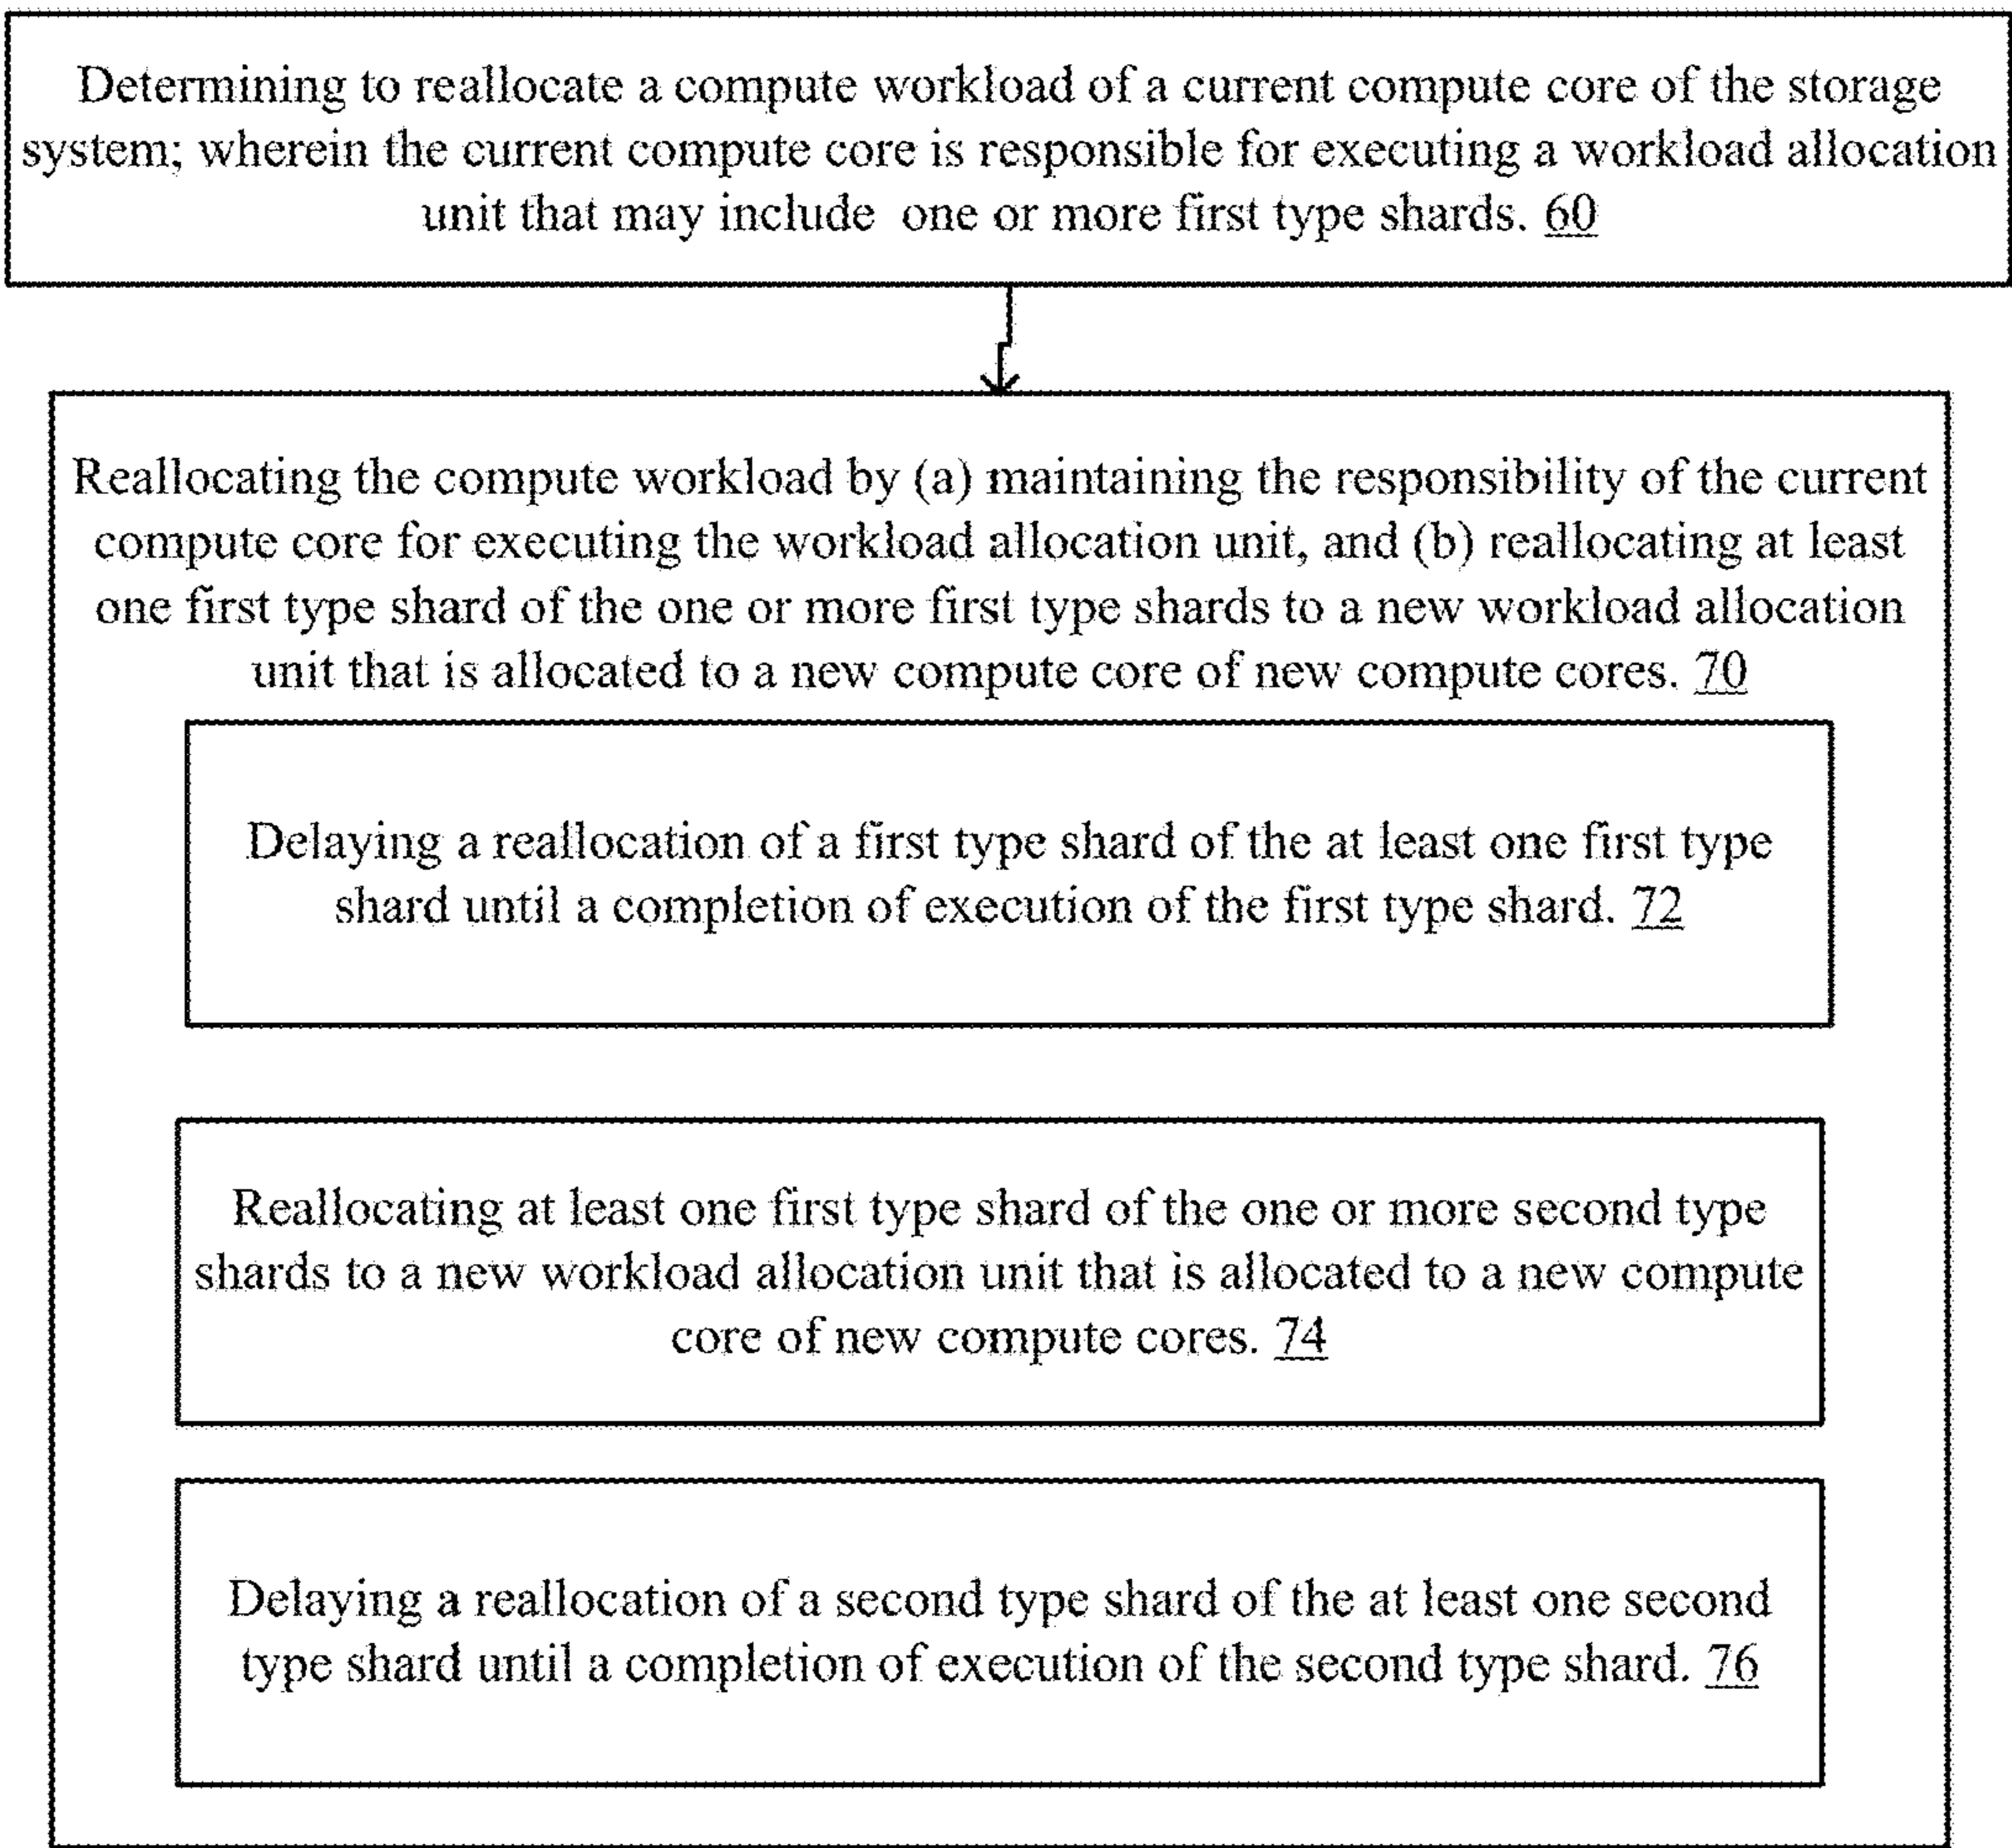 Determining to reallocate a compute workload of a current compute core of the storage
system; wherein the current compute core is responsible for executing a workload allocation
unit that may include one or more first type shards. 60
Reallocating the compute workload by (a) maintaining the responsibility of the current
compute core for executing the workload allocation unit, and (b) reallocating at least
one first type shard of the one or more first type shards to a new workload allocation
unit that is allocated to a new compute core of new compute cores. 70
Delaying a reallocation of a first type shard of the at least one first type
shard until a completion of execution of the first type shard. 72
Reallocating at least one first type shard of the one or more second type
shards to a new workload allocation unit that is allocated to a new compute
core of new compute cores. 74
Delaying a reallocation of a second type shard of the at least one second
type shard until a completion of execution of the second type shard. 76